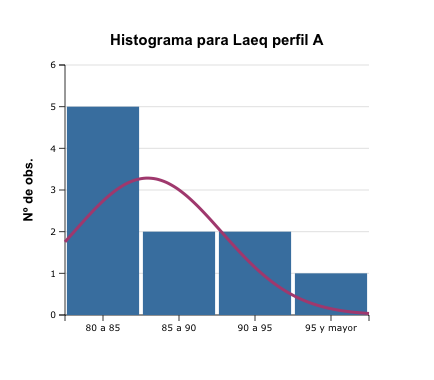 Histograma para Laeq perfil A
Nº de obs.
6
5
4
3
2
1
0
80 a 85
85 a 90
90 a 95
95 y mayor